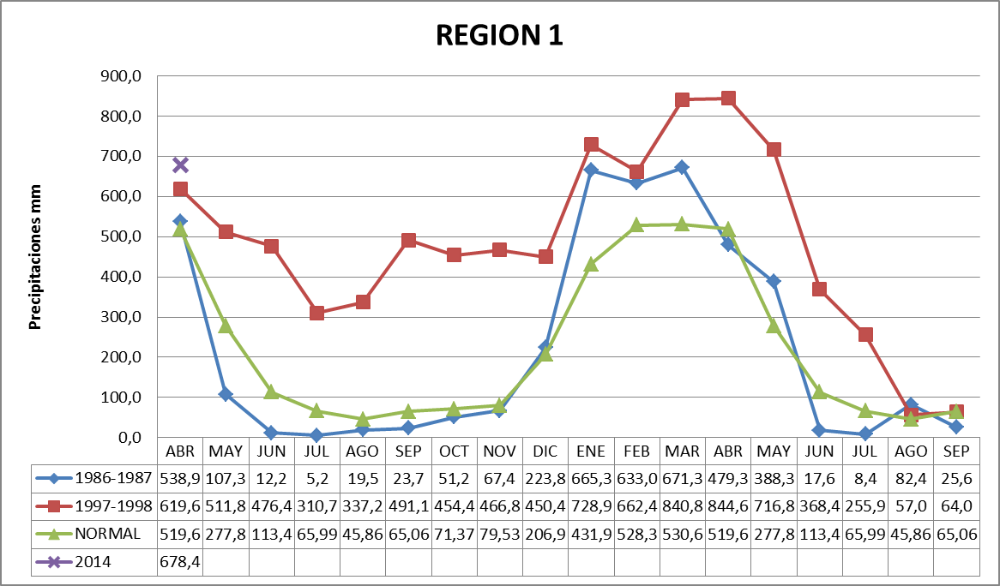 REGION 1
Precipitaciones mm
900,0
800,0
700,0
600,0
500,0
400,0
300,0
200,0
100,0
0,0
ABR MAY JUN JUL AGO SEP OCT NOV DIC ENE FEB MAR ABR MAY JUN JUL AGO SEP
1986-1987 538,9 107,3 12,2 5,2 19,5 23,7 51,2 67,4 223,8 665,3 633,0 671,3 479,3 388,3 17,6 8,4 82,4 25,6
1997-1998 619,6 511,8 476,4 310,7 337,2 491,1 454,4 466,8 450,4 728,9 662,4 840,8 844,6 716,8 368,4 255,9 57,0 64,0
NORMAL 519,6 277,8 113,4 65,99 45,86 65,06 71,37 79,53 206,9 431,9 528,3 530,6 519,6 277,8 113,4 65,99 45,86 65,06
2014 678,4